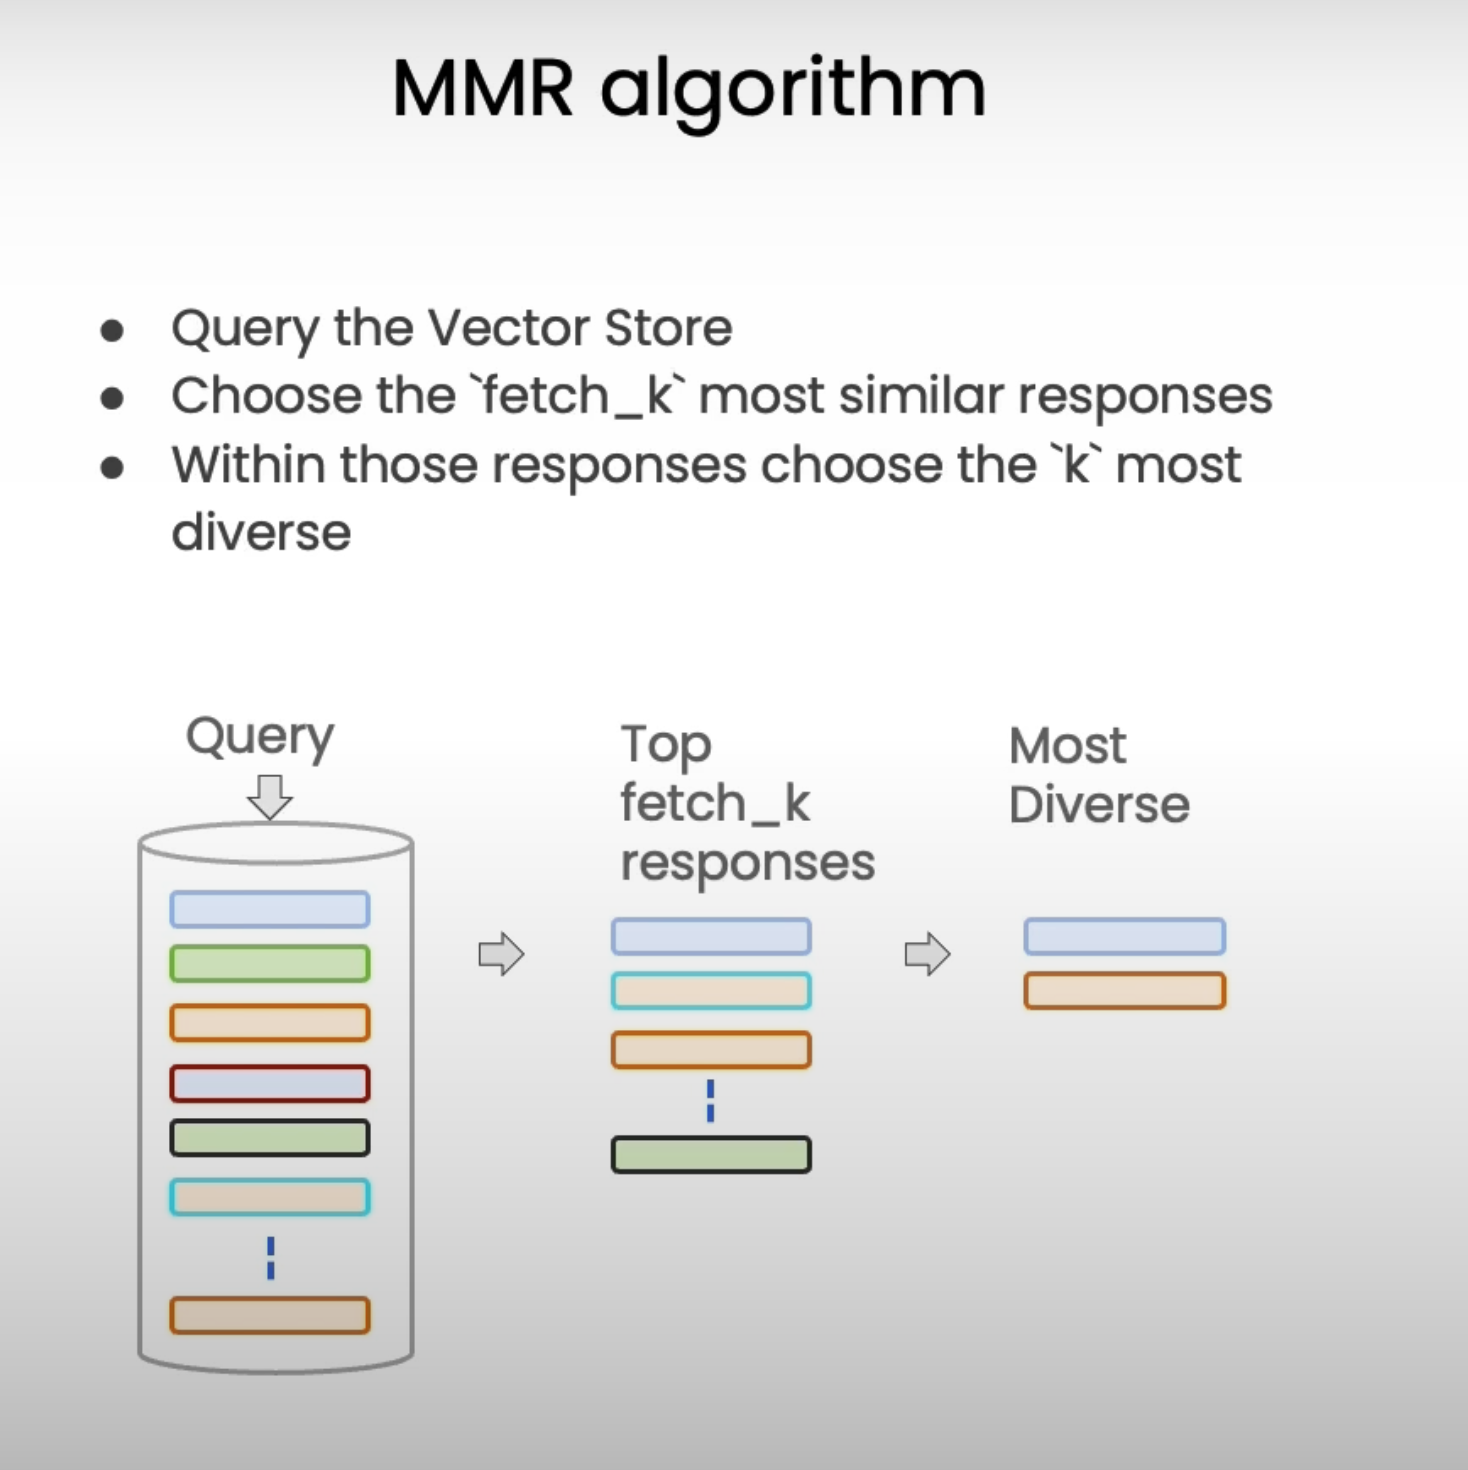 MMR algorithm
● Query the Vector Store
● Choose the `fetch_k` most similar responses
● Within those responses choose the `k` most
diverse
Query
Top
fetch_k
responses
Most
Diverse